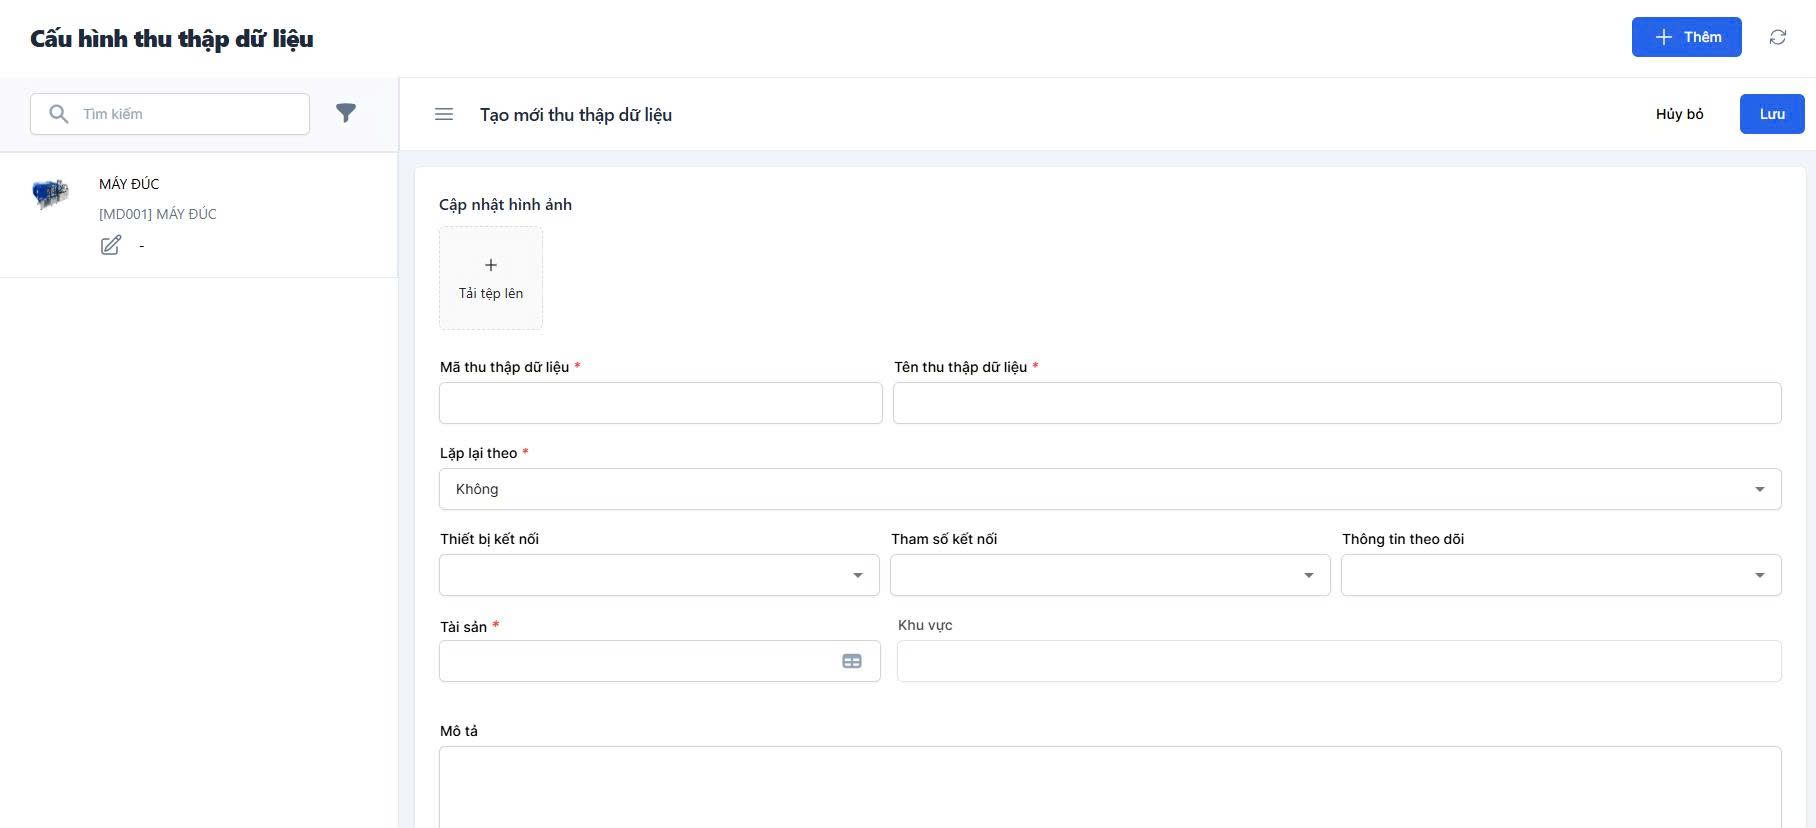 Cấu hình thu thập dữ liệu
Thêm
Tìm kiếm
Tạo mới thu thập dữ liệu
Hủy bỏ
Lưu
MÁY ĐÚC
[MD001] MÁY ĐÚC
-
Cập nhật hình ảnh
Tải tệp lên
Mã thu thập dữ liệu *
Tên thu thập dữ liệu *
Lặp lại theo *
Không
Thiết bị kết nối
Tham số kết nối
Thông tin theo dõi
Tài sản *
Khu vực
Mô tả